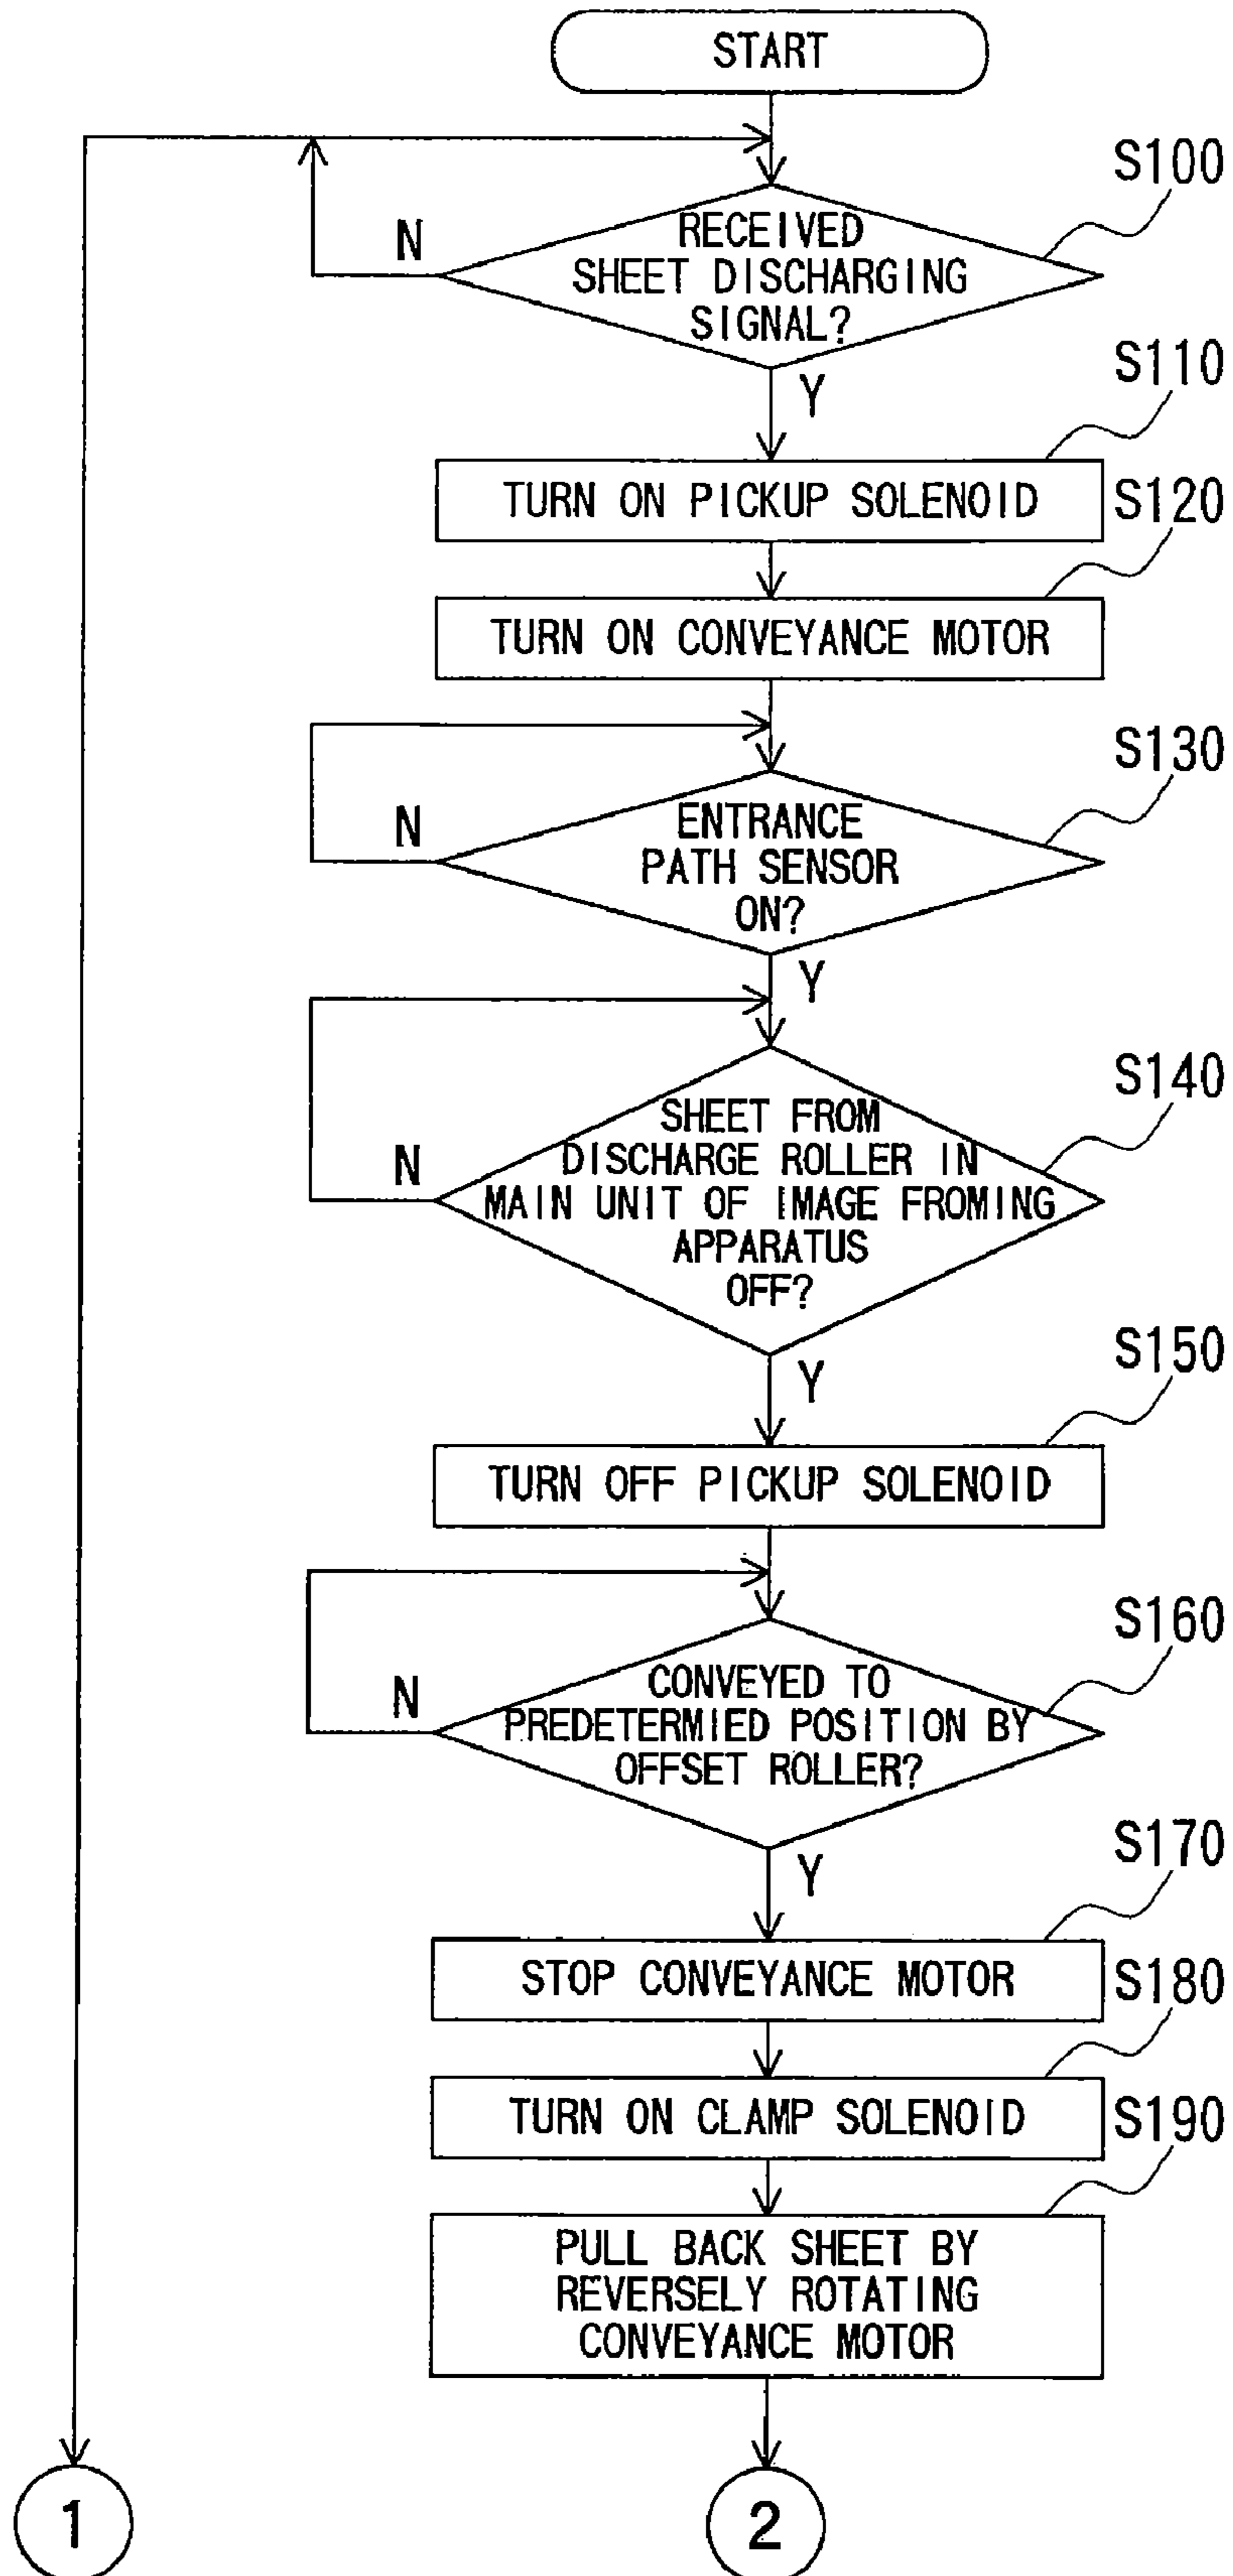 START
S100
RECEIVED
SHEET DISCHARGING
SIGNAL?
N
Y
S110
TURN ON PICKUP SOLENOID
S120
TURN ON CONVEYANCE MOTOR
S130
ENTRANCE
PATH SENSOR
ON?
N
Y
S140
SHEET FROM
DISCHARGE ROLLER IN
MAIN UNIT OF IMAGE FROMING
APPARATUS
OFF?
N
Y
S150
TURN OFF PICKUP SOLENOID
S160
CONVEYED TO
PREDETERMIED POSITION BY
OFFSET ROLLER?
N
Y
S170
STOP CONVEYANCE MOTOR
S180
TURN ON CLAMP SOLENOID
S190
PULL BACK SHEET BY
REVERSELY ROTATING
CONVEYANCE MOTOR
1
2